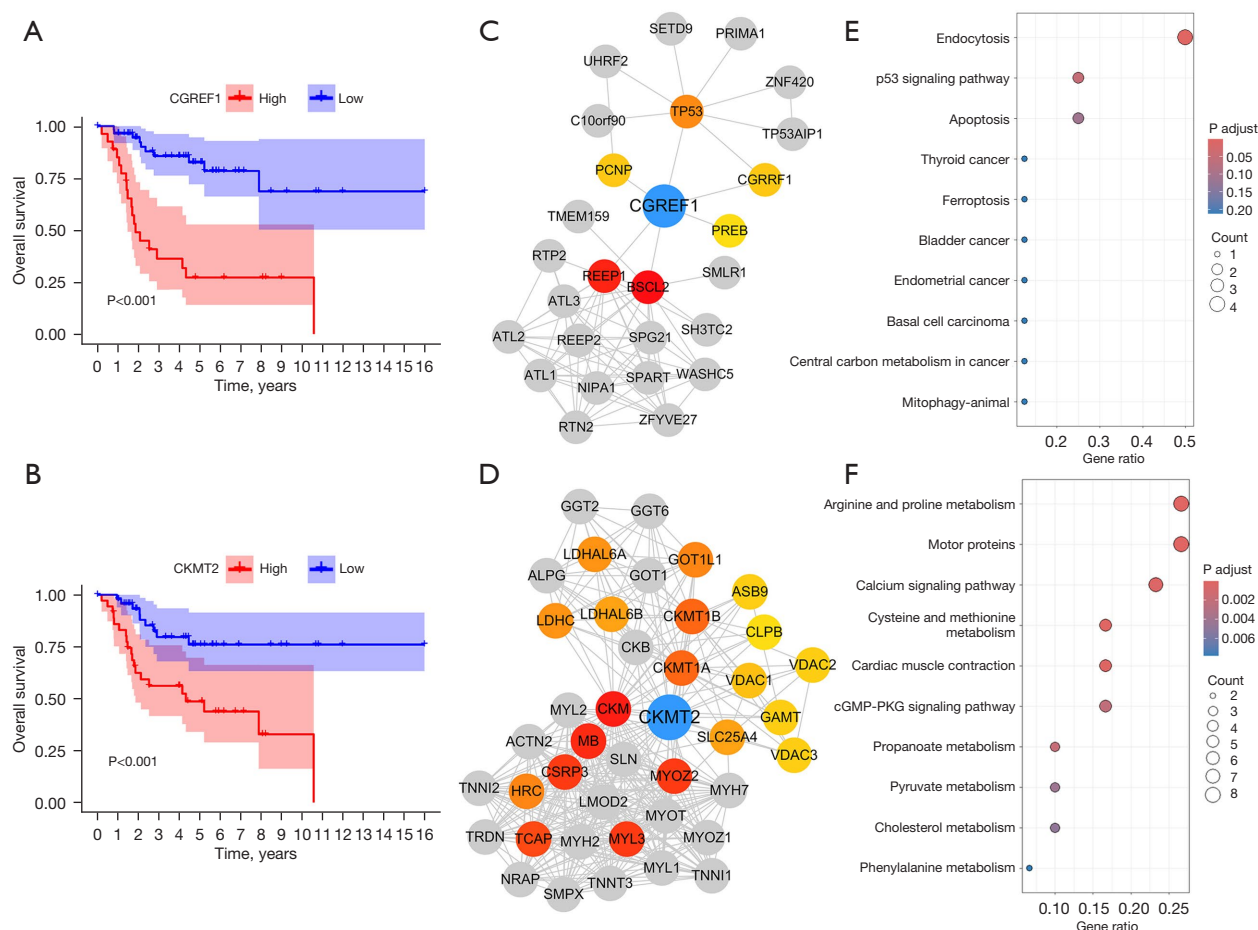 A
CGREF1 High Low
Overall survival
1.00
0.75
0.50
0.25
0.00
P<0.001
0 1 2 3 4 5 6 7 8 9 10 11 12 13 14 15 16
Time, years
B
CKMT2 High Low
Overall survival
1.00
0.75
0.50
0.25
0.00
P<0.001
0 1 2 3 4 5 6 7 8 9 10 11 12 13 14 15 16
Time, years
C
SETD9
PRIMA1
UHRF2
ZNF420
TP53
C10orf90
TP53AIP1
PCNP
CGRRF1
CGREF1
TMEM159
PREB
RTP2
REEP1
BSCL2
SMLR1
ATL3
ATL2
REEP2
SPG21
SH3TC2
ATL1
NIPA1
SPART
WASHC5
RTN2
ZFYVE27
D
GGT2
GGT6
LDHAL6A
GOT1L1
ALPG
GOT1
ASB9
LDHC
LDHAL6B
CKMT1B
CLPB
CKB
CKMT1A
VDAC2
VDAC1
MYL2
CKM
CKMT2
GAMT
ACTN2
MB
SLC25A4
VDAC3
SLN
CSRP3
MYOZ2
TNNI2
HRC
MYH7
LMOD2
MYOT
TRDN
TCAP
MYH2
MYL3
MYOZ1
NRAP
MYL1
TNNI1
SMPX
TNNT3
E
Endocytosis
p53 signaling pathway
Apoptosis
Thyroid cancer
Ferroptosis
Bladder cancer
Endometrial cancer
Basal cell carcinoma
Central carbon metabolism in cancer
Mitophagy-animal
0.2 0.3 0.4 0.5
Gene ratio
P adjust
0.05
0.10
0.15
0.20
Count
1
2
3
4
F
Arginine and proline metabolism
Motor proteins
Calcium signaling pathway
Cysteine and methionine
metabolism
Cardiac muscle contraction
cGMP-PKG signaling pathway
Propanoate metabolism
Pyruvate metabolism
Cholesterol metabolism
Phenylalanine metabolism
0.10 0.15 0.20 0.25
Gene ratio
P adjust
0.002
0.004
0.006
Count
2
3
4
5
6
7
8